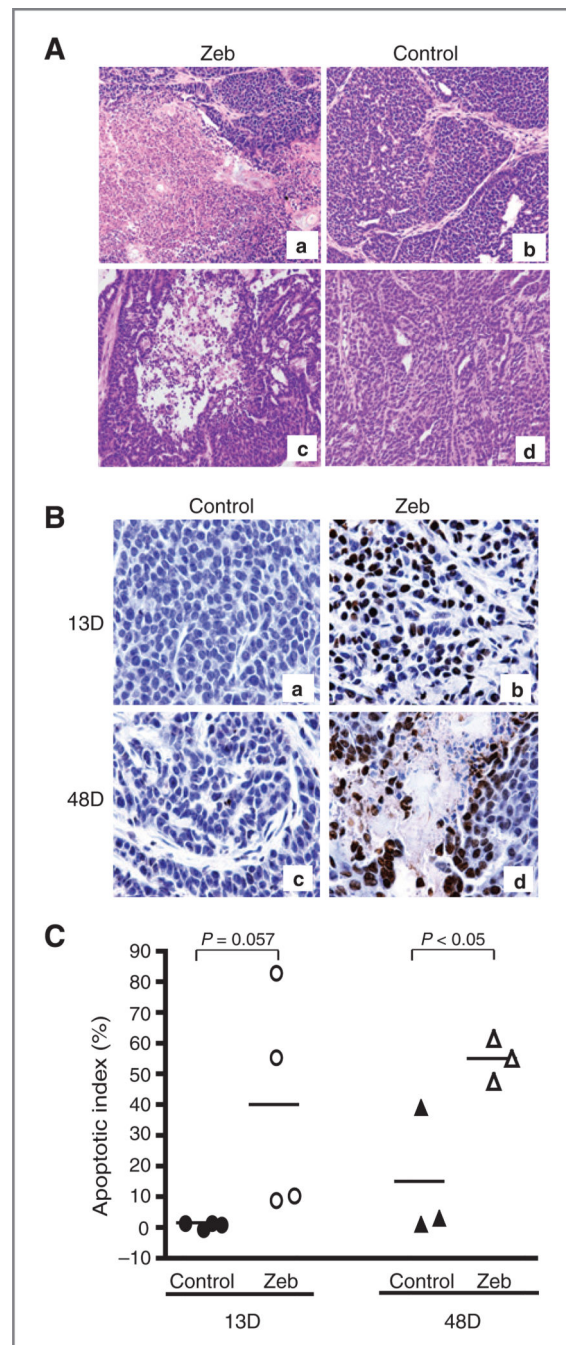 A
Zeb Control
a b
c d
B
Control Zeb
13D
a b
48D
c d
C
P = 0.057 P < 0.05
90
80
70
60
50
40
30
20
10
0
–10
Apoptotic index (%)
Control Zeb Control Zeb
13D 48D